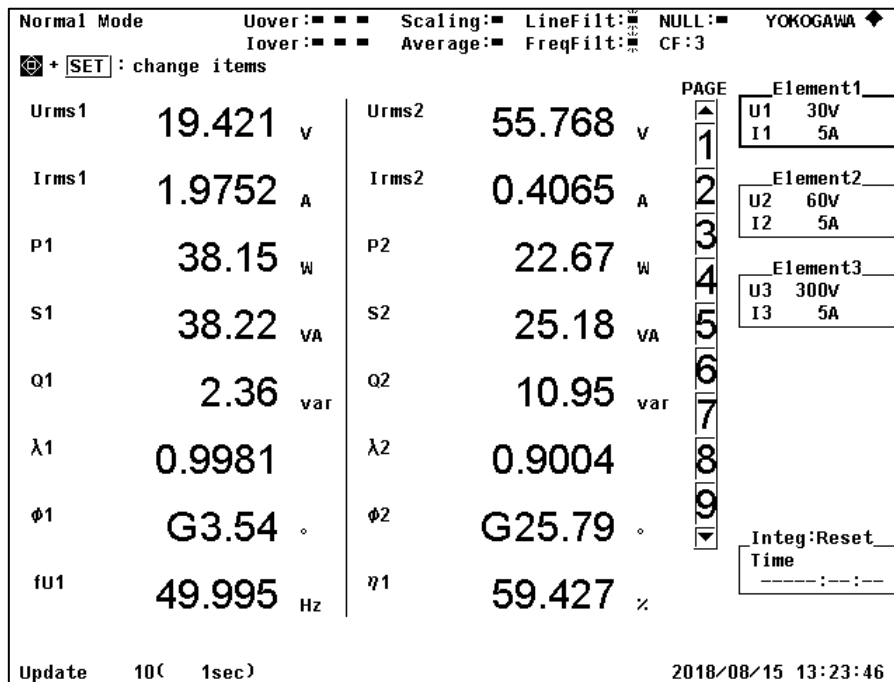 Normal Mode Uover:■ ■ ■ Scaling:■ LineFilt:■ NULL:■ YOKOGAWA ◆
Iover:■ ■ ■ Average:■ FreqFilt:■ CF:3
+ SET : change items
PAGE
Urms1 19.421 V Urms2 55.768 V
Irms1 1.9752 A Irms2 0.4065 A
P1 38.15 W P2 22.67 W
S1 38.22 VA S2 25.18 VA
Q1 2.36 var Q2 10.95 var
λ1 0.9981 λ2 0.9004
ϕ1 G3.54 ° ϕ2 G25.79 °
fU1 49.995 Hz η1 59.427 %
1
2
3
4
5
6
7
8
9
Element1
U1 30V
I1 5A
Element2
U2 60V
I2 5A
Element3
U3 300V
I3 5A
Integ:Reset
Time
-----:--:--
Update 10( 1sec) 2018/08/15 13:23:46